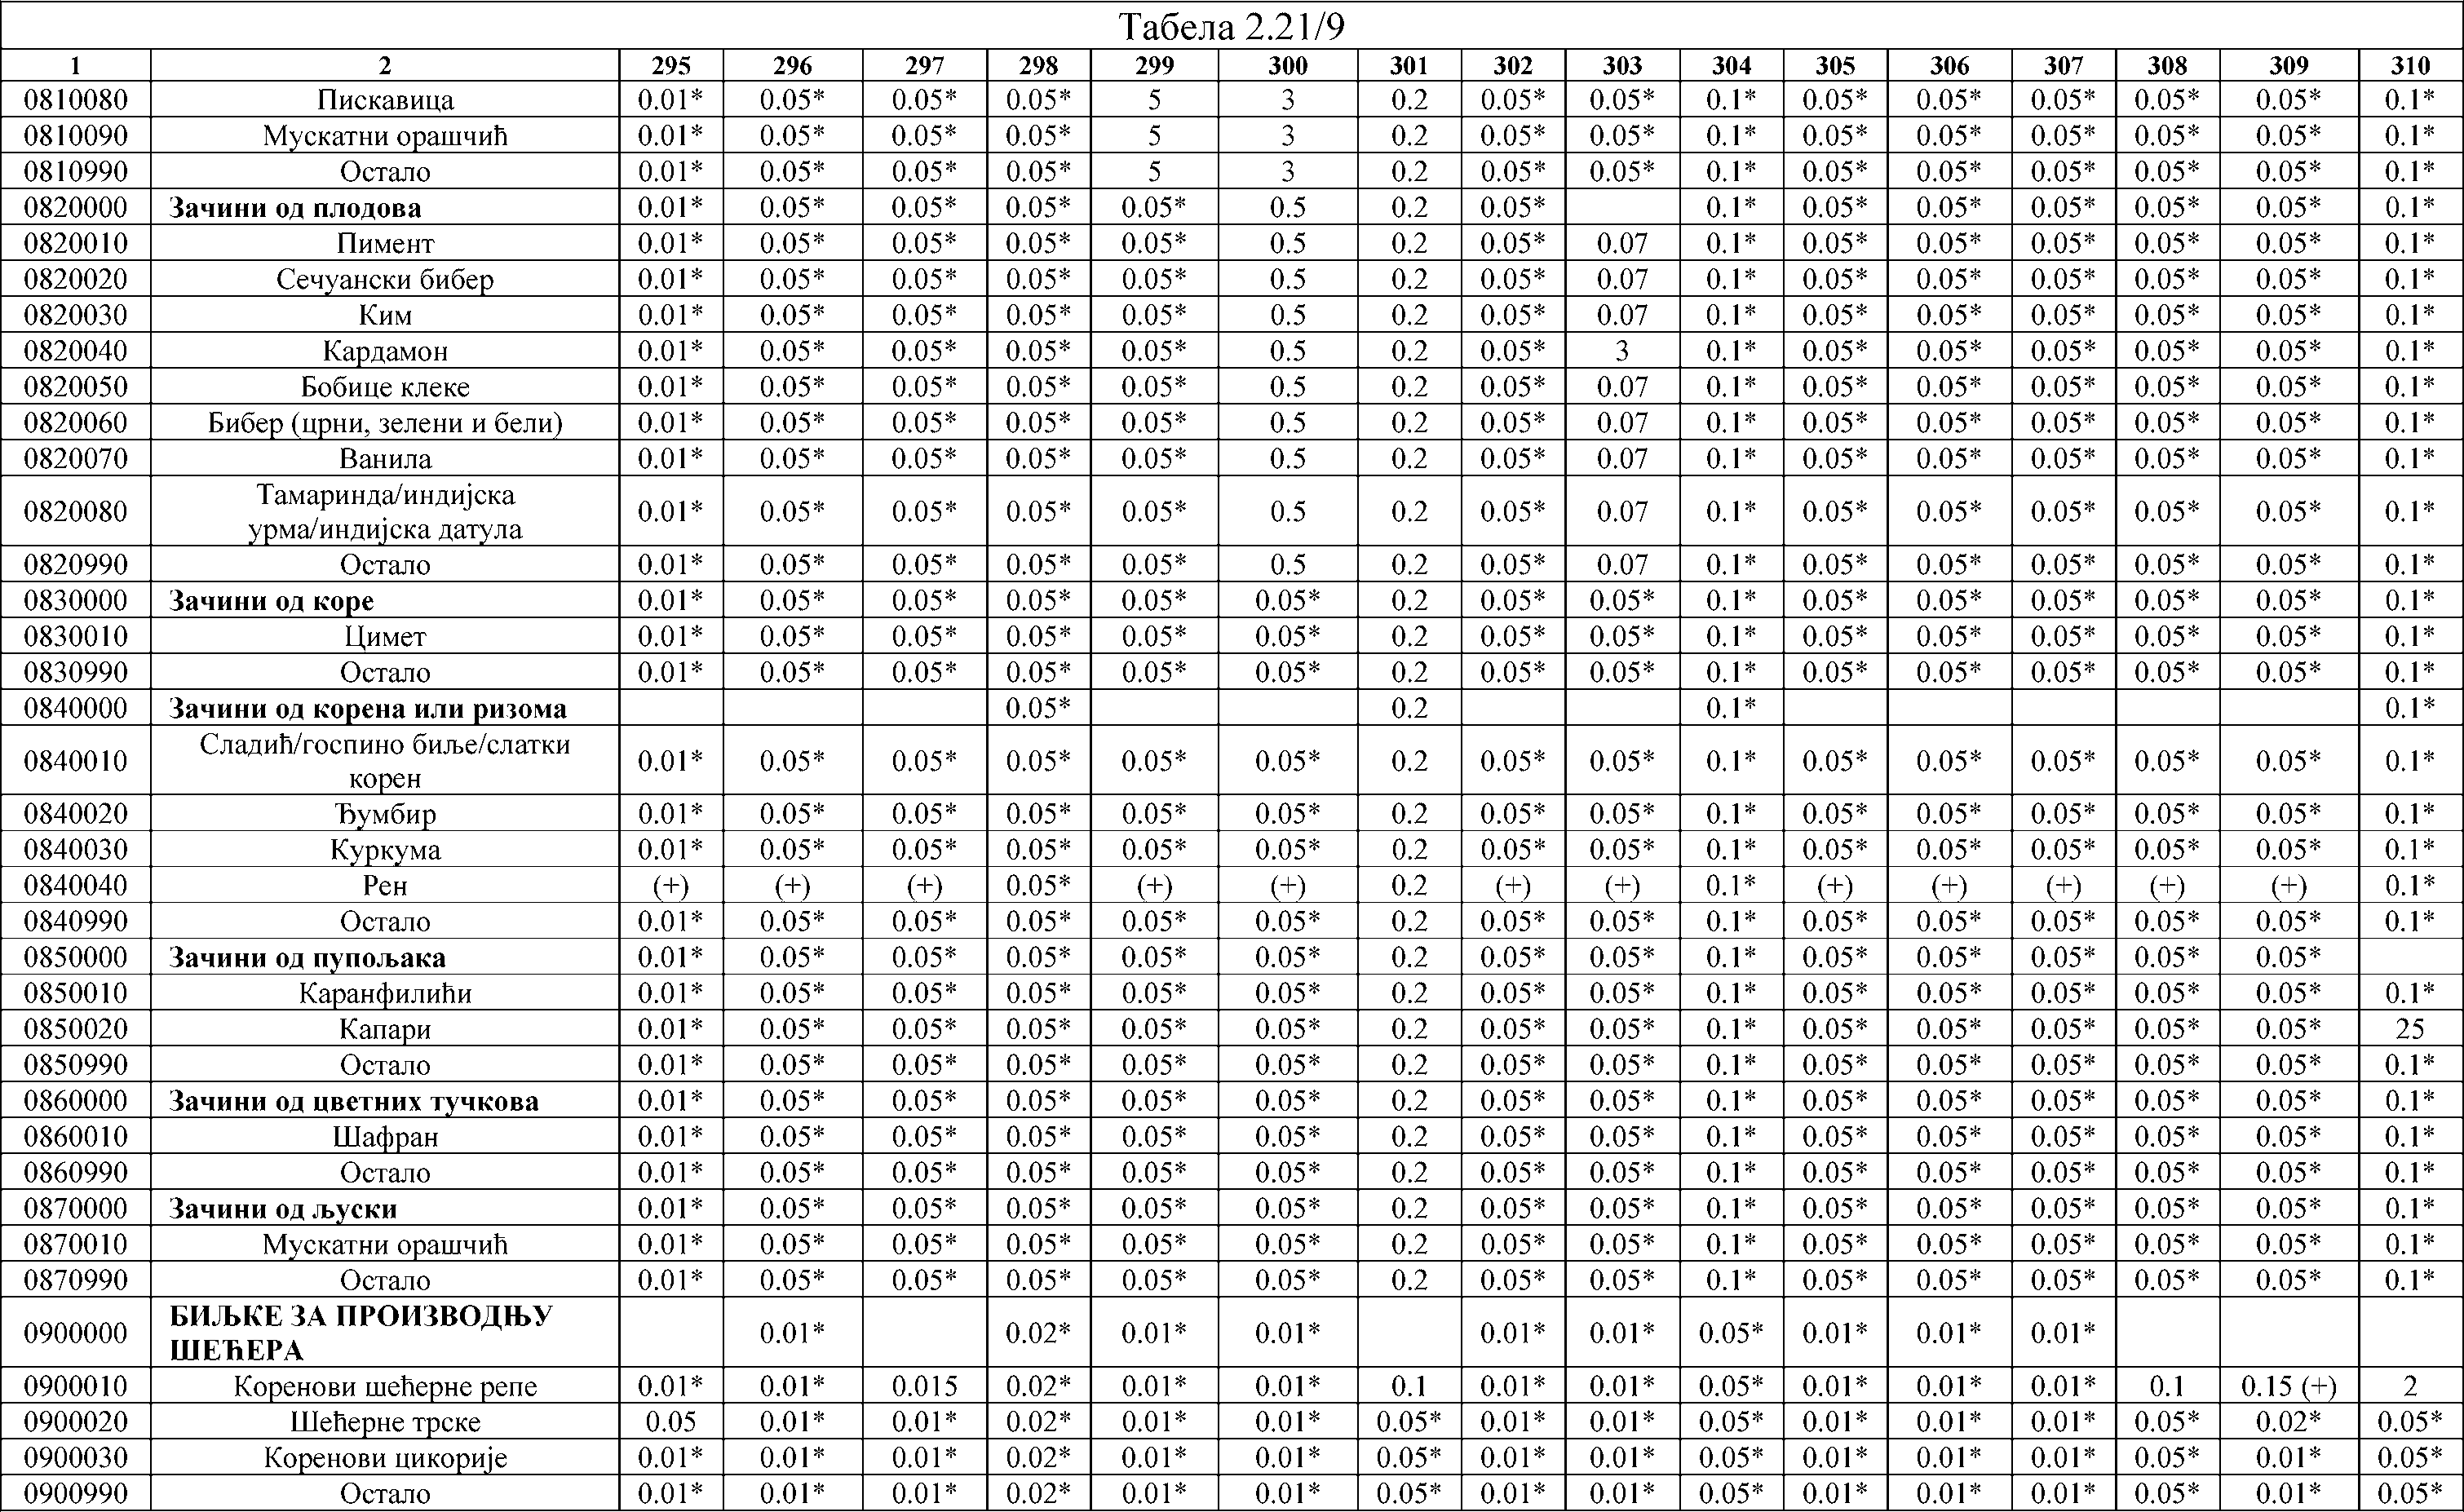 Табела 2.21/9
1 2 295 296 297 298 299 300 301 302 303 304 305 306 307 308 309 310
0810080 Пискавица 0.01* 0.05* 0.05* 0.05* 5 3 0.2 0.05* 0.05* 0.1* 0.05* 0.05* 0.05* 0.05* 0.05* 0.1*
0810090 Мускатни орашчић 0.01* 0.05* 0.05* 0.05* 5 3 0.2 0.05* 0.05* 0.1* 0.05* 0.05* 0.05* 0.05* 0.05* 0.1*
0810990 Остало 0.01* 0.05* 0.05* 0.05* 5 3 0.2 0.05* 0.05* 0.1* 0.05* 0.05* 0.05* 0.05* 0.05* 0.1*
0820000 Зачини од плодова 0.01* 0.05* 0.05* 0.05* 0.05* 0.5 0.2 0.05* 0.1* 0.05* 0.05* 0.05* 0.05* 0.05* 0.1*
0820010 Пимент 0.01* 0.05* 0.05* 0.05* 0.05* 0.5 0.2 0.05* 0.07 0.1* 0.05* 0.05* 0.05* 0.05* 0.05* 0.1*
0820020 Сечуански бибер 0.01* 0.05* 0.05* 0.05* 0.05* 0.5 0.2 0.05* 0.07 0.1* 0.05* 0.05* 0.05* 0.05* 0.05* 0.1*
0820030 Ким 0.01* 0.05* 0.05* 0.05* 0.05* 0.5 0.2 0.05* 0.07 0.1* 0.05* 0.05* 0.05* 0.05* 0.05* 0.1*
0820040 Кардамон 0.01* 0.05* 0.05* 0.05* 0.05* 0.5 0.2 0.05* 3 0.1* 0.05* 0.05* 0.05* 0.05* 0.05* 0.1*
0820050 Бобице клеке 0.01* 0.05* 0.05* 0.05* 0.05* 0.5 0.2 0.05* 0.07 0.1* 0.05* 0.05* 0.05* 0.05* 0.05* 0.1*
0820060 Бибер (црни, зелени и бели) 0.01* 0.05* 0.05* 0.05* 0.05* 0.5 0.2 0.05* 0.07 0.1* 0.05* 0.05* 0.05* 0.05* 0.05* 0.1*
0820070 Ванила 0.01* 0.05* 0.05* 0.05* 0.05* 0.5 0.2 0.05* 0.07 0.1* 0.05* 0.05* 0.05* 0.05* 0.05* 0.1*
Тамаринда/индијска
0820080 урма/индијска датула 0.01* 0.05* 0.05* 0.05* 0.05* 0.5 0.2 0.05* 0.07 0.1* 0.05* 0.05* 0.05* 0.05* 0.05* 0.1*
0820990 Остало 0.01* 0.05* 0.05* 0.05* 0.05* 0.5 0.2 0.05* 0.07 0.1* 0.05* 0.05* 0.05* 0.05* 0.05* 0.1*
0830000 Зачини од коре 0.01* 0.05* 0.05* 0.05* 0.05* 0.05* 0.2 0.05* 0.05* 0.1* 0.05* 0.05* 0.05* 0.05* 0.05* 0.1*
0830010 Цимет 0.01* 0.05* 0.05* 0.05* 0.05* 0.05* 0.2 0.05* 0.05* 0.1* 0.05* 0.05* 0.05* 0.05* 0.05* 0.1*
0830990 Остало 0.01* 0.05* 0.05* 0.05* 0.05* 0.05* 0.2 0.05* 0.05* 0.1* 0.05* 0.05* 0.05* 0.05* 0.05* 0.1*
0840000 Зачини од корена или ризома 0.05* 0.2 0.1* 0.1*
Сладић/госпино биље/слатки
0840010 корен 0.01* 0.05* 0.05* 0.05* 0.05* 0.05* 0.2 0.05* 0.05* 0.1* 0.05* 0.05* 0.05* 0.05* 0.05* 0.1*
0840020 Ђумбир 0.01* 0.05* 0.05* 0.05* 0.05* 0.05* 0.2 0.05* 0.05* 0.1* 0.05* 0.05* 0.05* 0.05* 0.05* 0.1*
0840030 Куркума 0.01* 0.05* 0.05* 0.05* 0.05* 0.05* 0.2 0.05* 0.05* 0.1* 0.05* 0.05* 0.05* 0.05* 0.05* 0.1*
0840040 Рен (+) (+) (+) 0.05* (+) (+) 0.2 (+) (+) 0.1* (+) (+) (+) (+) (+) 0.1*
0840990 Остало 0.01* 0.05* 0.05* 0.05* 0.05* 0.05* 0.2 0.05* 0.05* 0.1* 0.05* 0.05* 0.05* 0.05* 0.05* 0.1*
0850000 Зачини од пупољака 0.01* 0.05* 0.05* 0.05* 0.05* 0.05* 0.2 0.05* 0.05* 0.1* 0.05* 0.05* 0.05* 0.05* 0.05*
0850010 Каранфилићи 0.01* 0.05* 0.05* 0.05* 0.05* 0.05* 0.2 0.05* 0.05* 0.1* 0.05* 0.05* 0.05* 0.05* 0.05* 0.1*
0850020 Капари 0.01* 0.05* 0.05* 0.05* 0.05* 0.05* 0.2 0.05* 0.05* 0.1* 0.05* 0.05* 0.05* 0.05* 0.05* 25
0850990 Остало 0.01* 0.05* 0.05* 0.05* 0.05* 0.05* 0.2 0.05* 0.05* 0.1* 0.05* 0.05* 0.05* 0.05* 0.05* 0.1*
0860000 Зачини од цветних тучкова 0.01* 0.05* 0.05* 0.05* 0.05* 0.05* 0.2 0.05* 0.05* 0.1* 0.05* 0.05* 0.05* 0.05* 0.05* 0.1*
0860010 Шафран 0.01* 0.05* 0.05* 0.05* 0.05* 0.05* 0.2 0.05* 0.05* 0.1* 0.05* 0.05* 0.05* 0.05* 0.05* 0.1*
0860990 Остало 0.01* 0.05* 0.05* 0.05* 0.05* 0.05* 0.2 0.05* 0.05* 0.1* 0.05* 0.05* 0.05* 0.05* 0.05* 0.1*
0870000 Зачини од љуски 0.01* 0.05* 0.05* 0.05* 0.05* 0.05* 0.2 0.05* 0.05* 0.1* 0.05* 0.05* 0.05* 0.05* 0.05* 0.1*
0870010 Мускатни орашчић 0.01* 0.05* 0.05* 0.05* 0.05* 0.05* 0.2 0.05* 0.05* 0.1* 0.05* 0.05* 0.05* 0.05* 0.05* 0.1*
0870990 Остало 0.01* 0.05* 0.05* 0.05* 0.05* 0.05* 0.2 0.05* 0.05* 0.1* 0.05* 0.05* 0.05* 0.05* 0.05* 0.1*
БИЉКЕ ЗА ПРОИЗВОДЊУ
0900000 ШЕЋЕРА 0.01* 0.02* 0.01* 0.01* 0.01* 0.01* 0.05* 0.01* 0.01* 0.01*
0900010 Коренови шећерне репе 0.01* 0.01* 0.015 0.02* 0.01* 0.01* 0.1 0.01* 0.01* 0.05* 0.01* 0.01* 0.01* 0.1 0.15 (+) 2
0900020 Шећерне трске 0.05 0.01* 0.01* 0.02* 0.01* 0.01* 0.05* 0.01* 0.01* 0.05* 0.01* 0.01* 0.01* 0.05* 0.02* 0.05*
0900030 Коренови цикорије 0.01* 0.01* 0.01* 0.02* 0.01* 0.01* 0.05* 0.01* 0.01* 0.05* 0.01* 0.01* 0.01* 0.05* 0.01* 0.05*
0900990 Остало 0.01* 0.01* 0.01* 0.02* 0.01* 0.01* 0.05* 0.01* 0.01* 0.05* 0.01* 0.01* 0.01* 0.05* 0.01* 0.05*